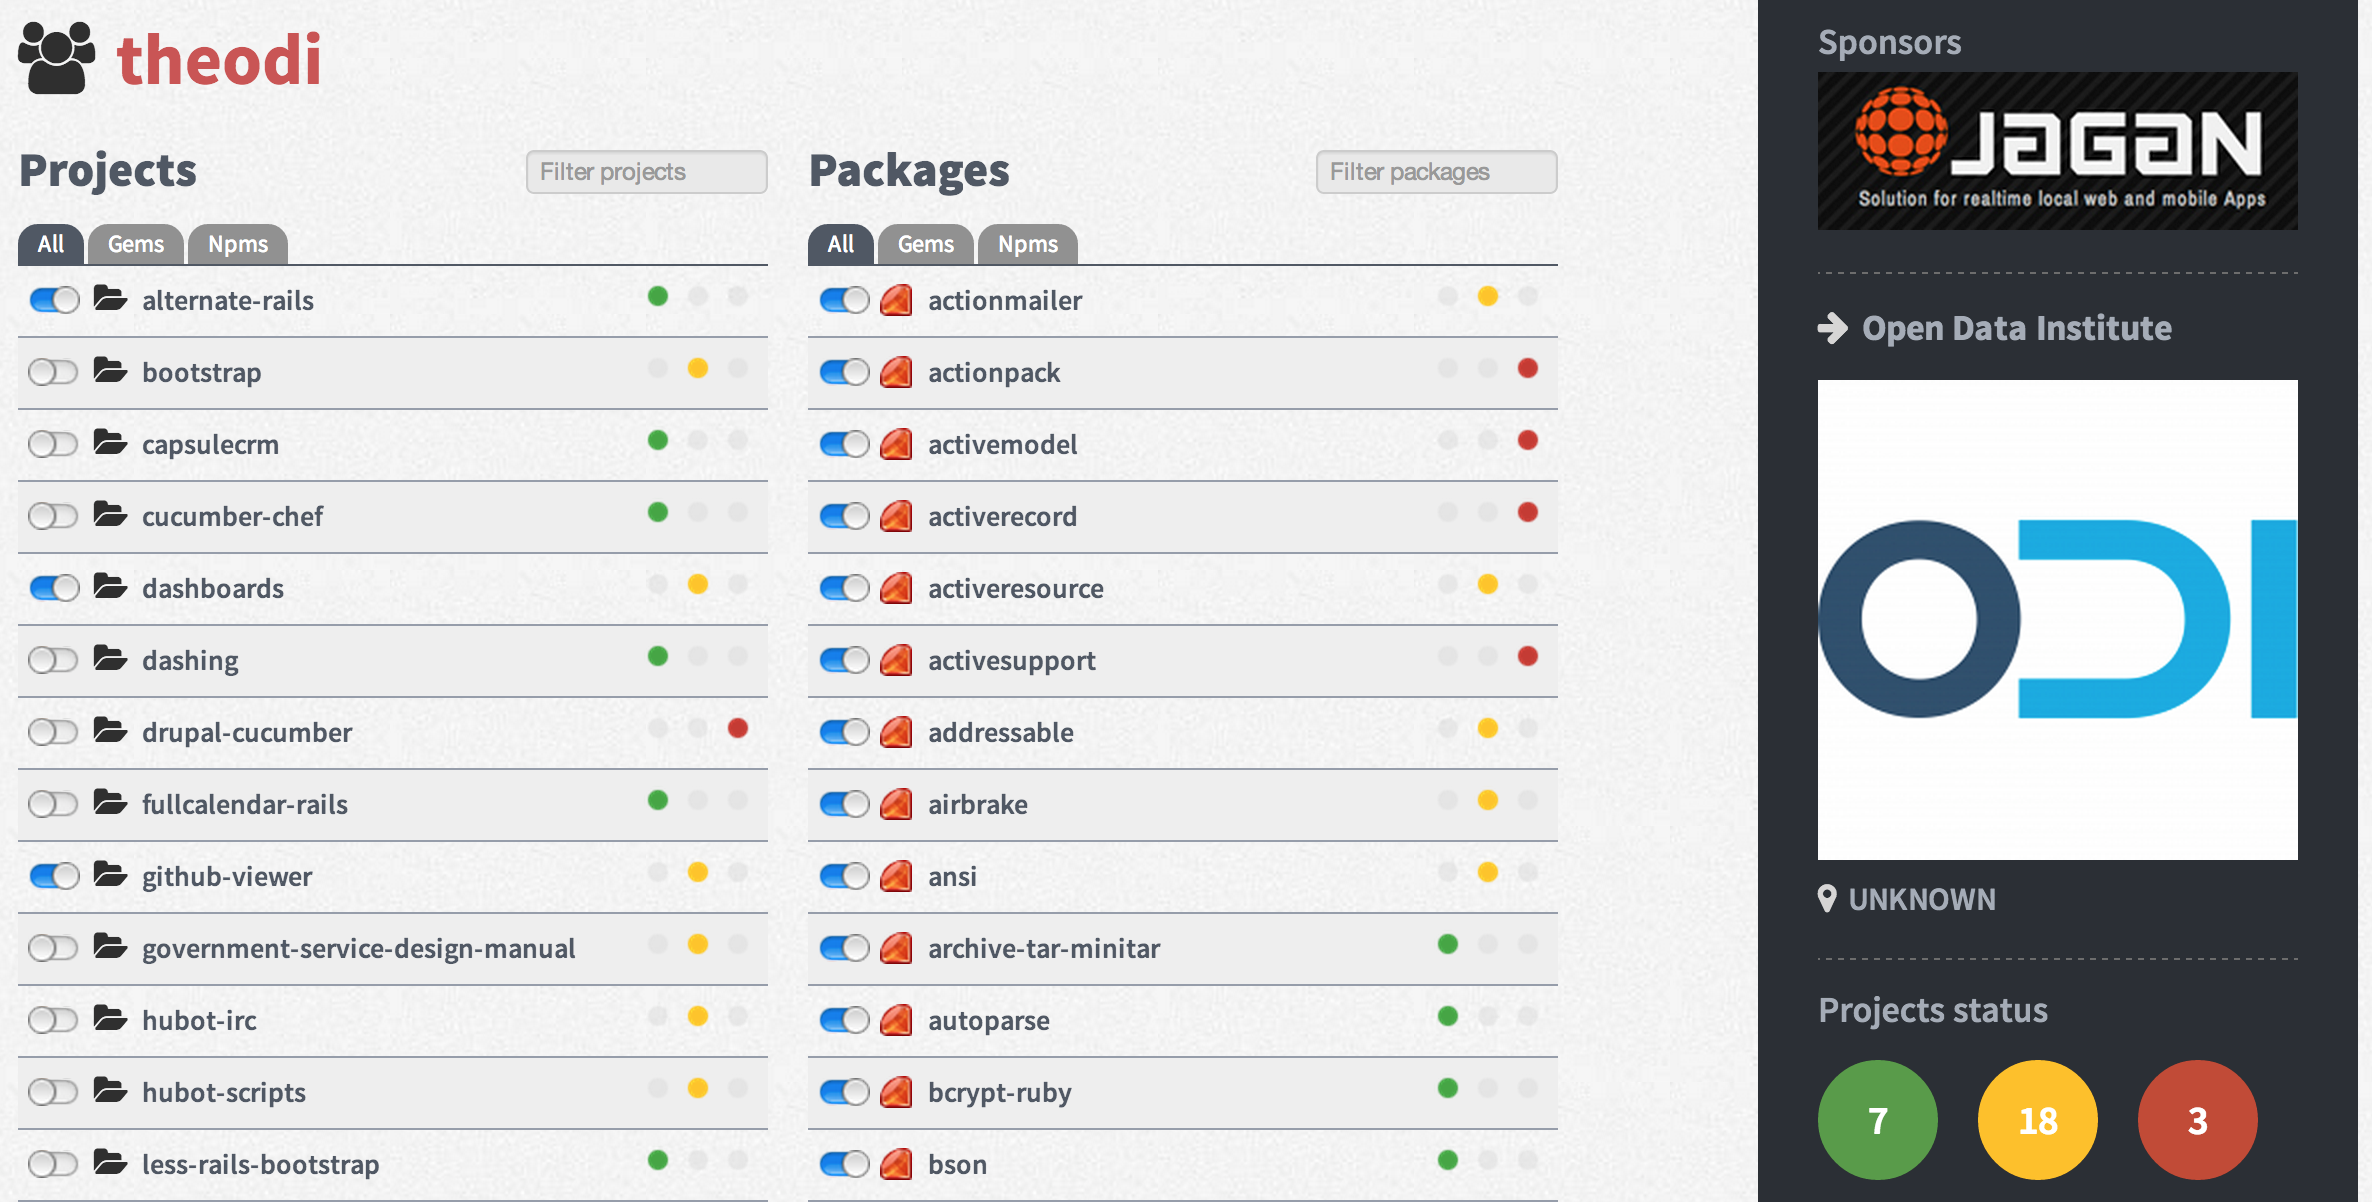 theodi
Projects
Filter projects
All
Gems
Npms
alternate-rails
bootstrap
capsulecrm
cucumber-chef
dashboards
dashing
drupal-cucumber
fullcalendar-rails
github-viewer
government-service-design-manual
hubot-irc
hubot-scripts
less-rails-bootstrap
Packages
Filter packages
All
Gems
Npms
actionmailer
actionpack
activemodel
activerecord
activeresource
activesupport
addressable
airbrake
ansi
archive-tar-minitar
autoparse
bcrypt-ruby
bson
Sponsors
JAGAN
Solution for realtime local web and mobile Apps
Open Data Institute
ODI
UNKNOWN
Projects status
7
18
3